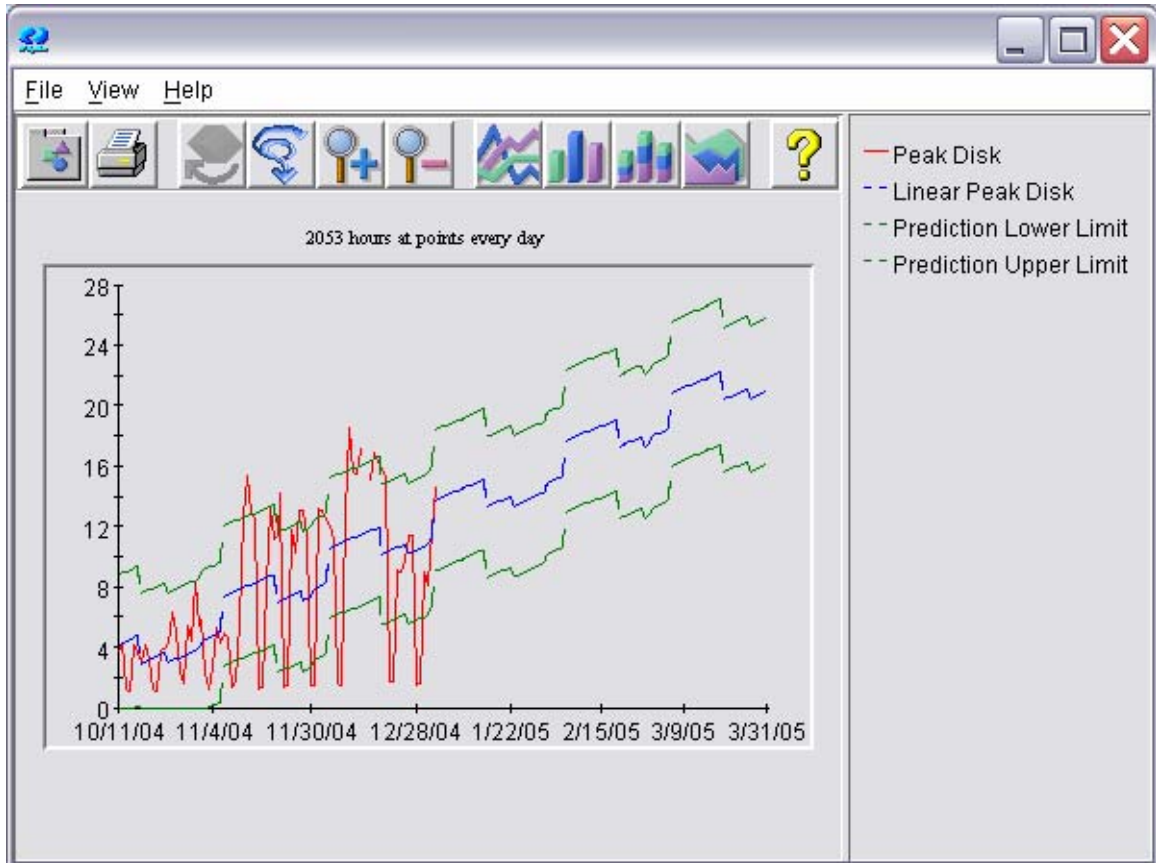 File View Help
2053 hours at points every day
28
24
20
16
12
8
4
0
10/11/04 11/4/04 11/30/04 12/28/04 1/22/05 2/15/05 3/9/05 3/31/05
Peak Disk
Linear Peak Disk
Prediction Lower Limit
Prediction Upper Limit